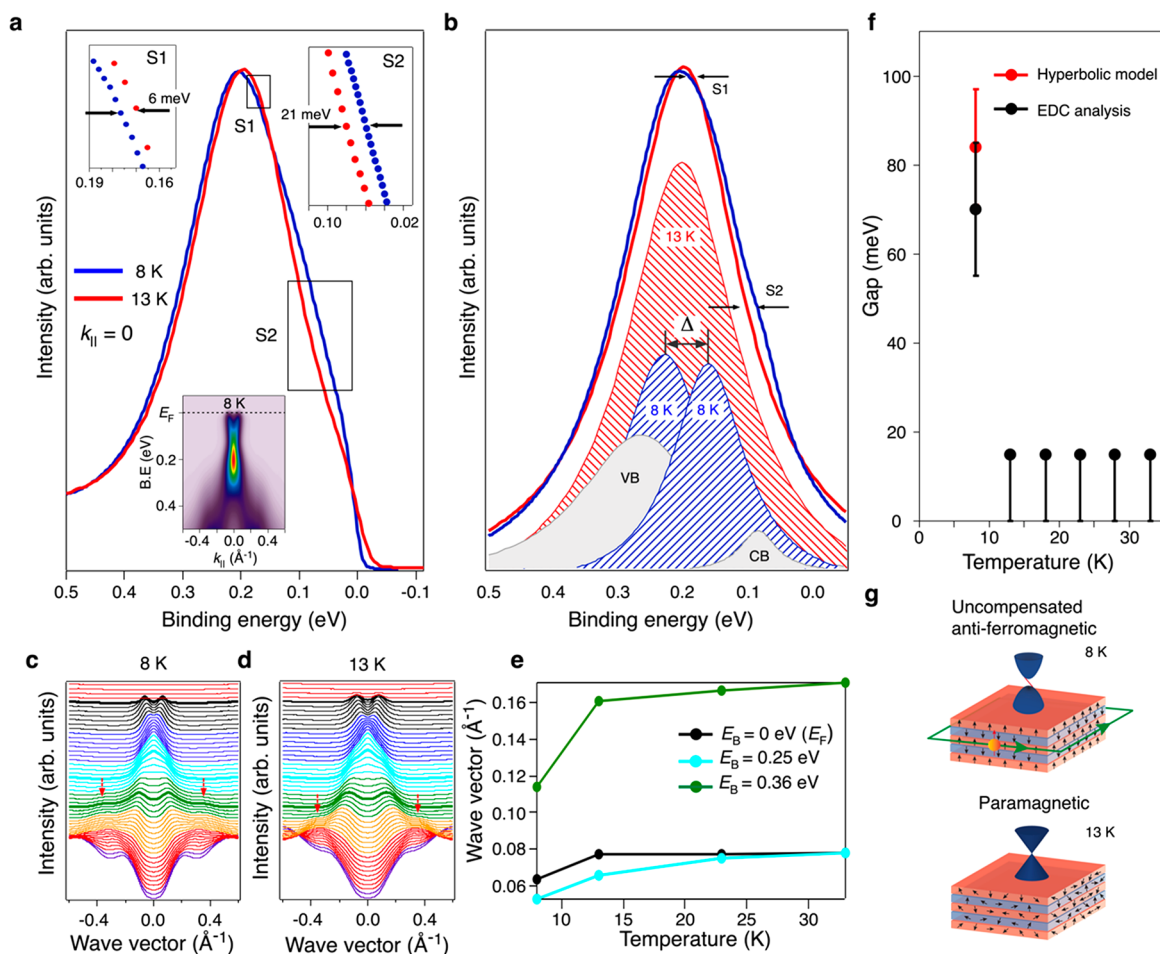 a
S1
6 meV
0.19
0.16
S2
21 meV
0.10
0.02
S1
8 K
13 K
k|| = 0
S2
8 K
EF
B.E (eV)
0.2
0.4
-0.4
0.0
0.4
k|| (Å-1)
Intensity (arb. units)
0.5
0.4
0.3
0.2
0.1
0.0
-0.1
Binding energy (eV)
b
S1
13 K
S2
Δ
8 K
8 K
VB
CB
Intensity (arb. units)
0.5
0.4
0.3
0.2
0.1
0.0
Binding energy (eV)
f
Hyperbolic model
EDC analysis
Gap (meV)
100
80
60
40
20
0
0
10
20
30
Temperature (K)
c
8 K
Intensity (arb. units)
-0.4
0.0
0.4
Wave vector (Å-1)
d
13 K
Intensity (arb. units)
-0.4
0.0
0.4
Wave vector (Å-1)
e
Wave vector (Å-1)
0.16
0.14
0.12
0.10
0.08
0.06
EB = 0 eV (EF)
EB = 0.25 eV
EB = 0.36 eV
10
15
20
25
30
Temperature (K)
g
Uncompensated
anti-ferromagnetic
8 K
Paramagnetic
13 K